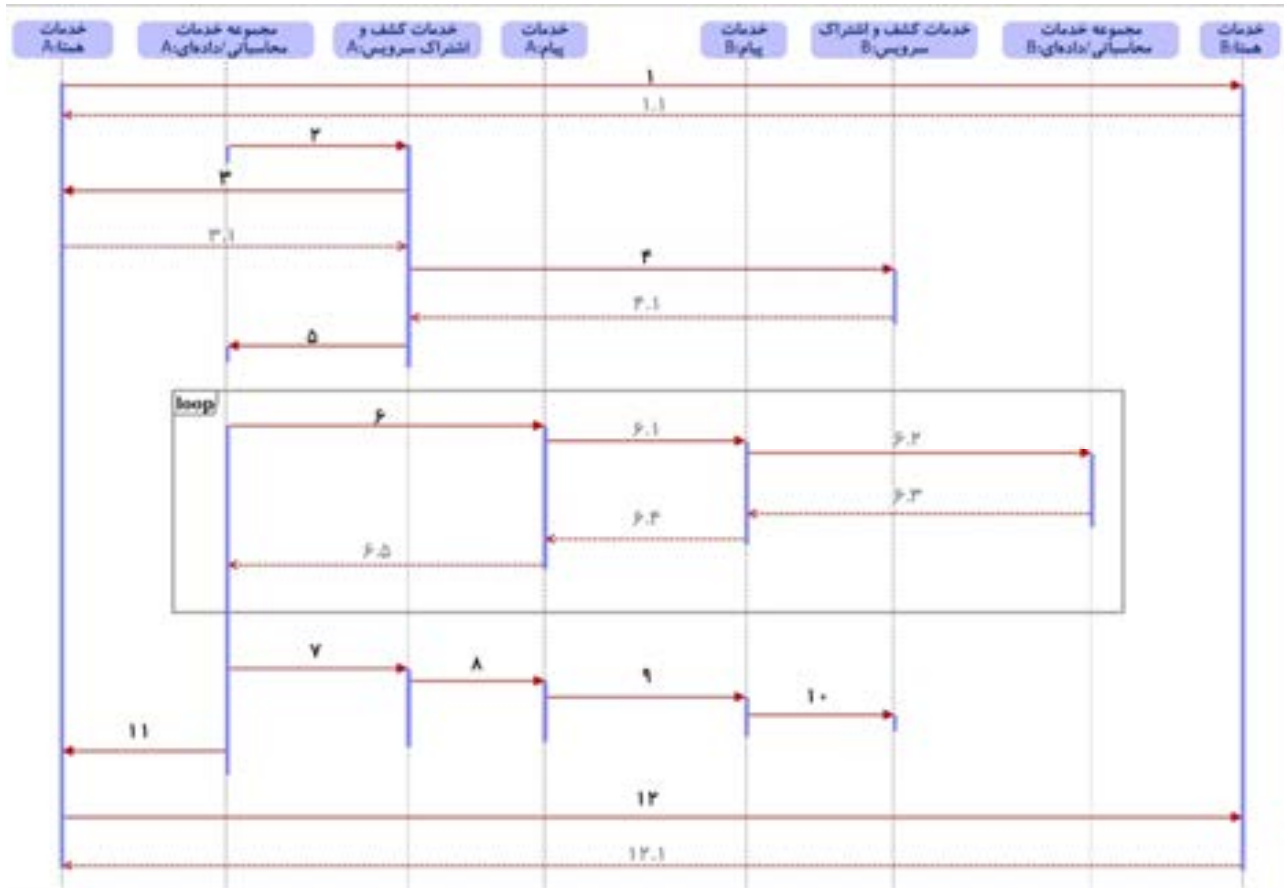 خدمات
همتا:A
مجموعه خدمات
محاسباتی/داده‌ای:A
خدمات کشف و
اشتراک سرویس:A
خدمات
پیام:A
خدمات
پیام:B
خدمات کشف و اشتراک
سرویس:B
مجموعه خدمات
محاسباتی/داده‌ای:B
خدمات
همتا:B
۱
۱.۱
۲
۳
۳.۱
۴
۴.۱
۵
loop
۶
۶.۱
۶.۲
۶.۳
۶.۴
۶.۵
۷
۸
۹
۱۰
۱۱
۱۲
۱۲.۱